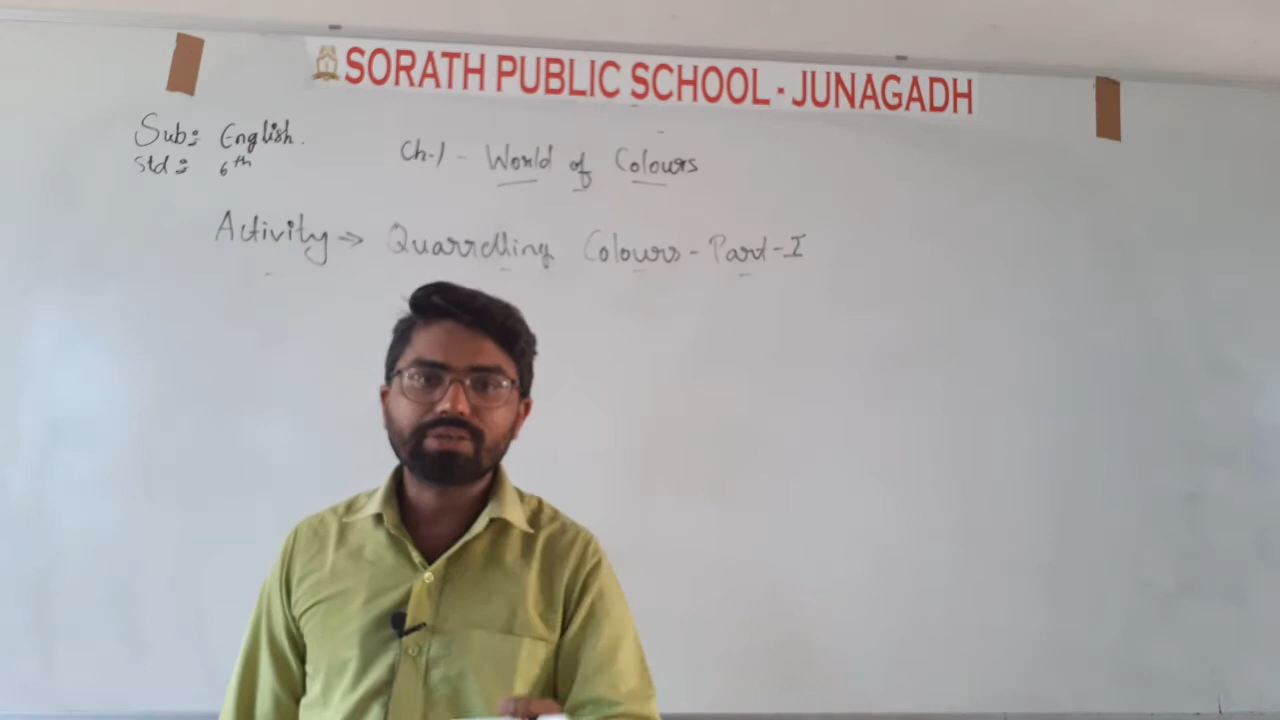 SORATH PUBLIC SCHOOL - JUNAGADH
Sub: English.
Std: 6th
Ch-1 - World of Colours
Activity → Quarrelling Colours - Part-I